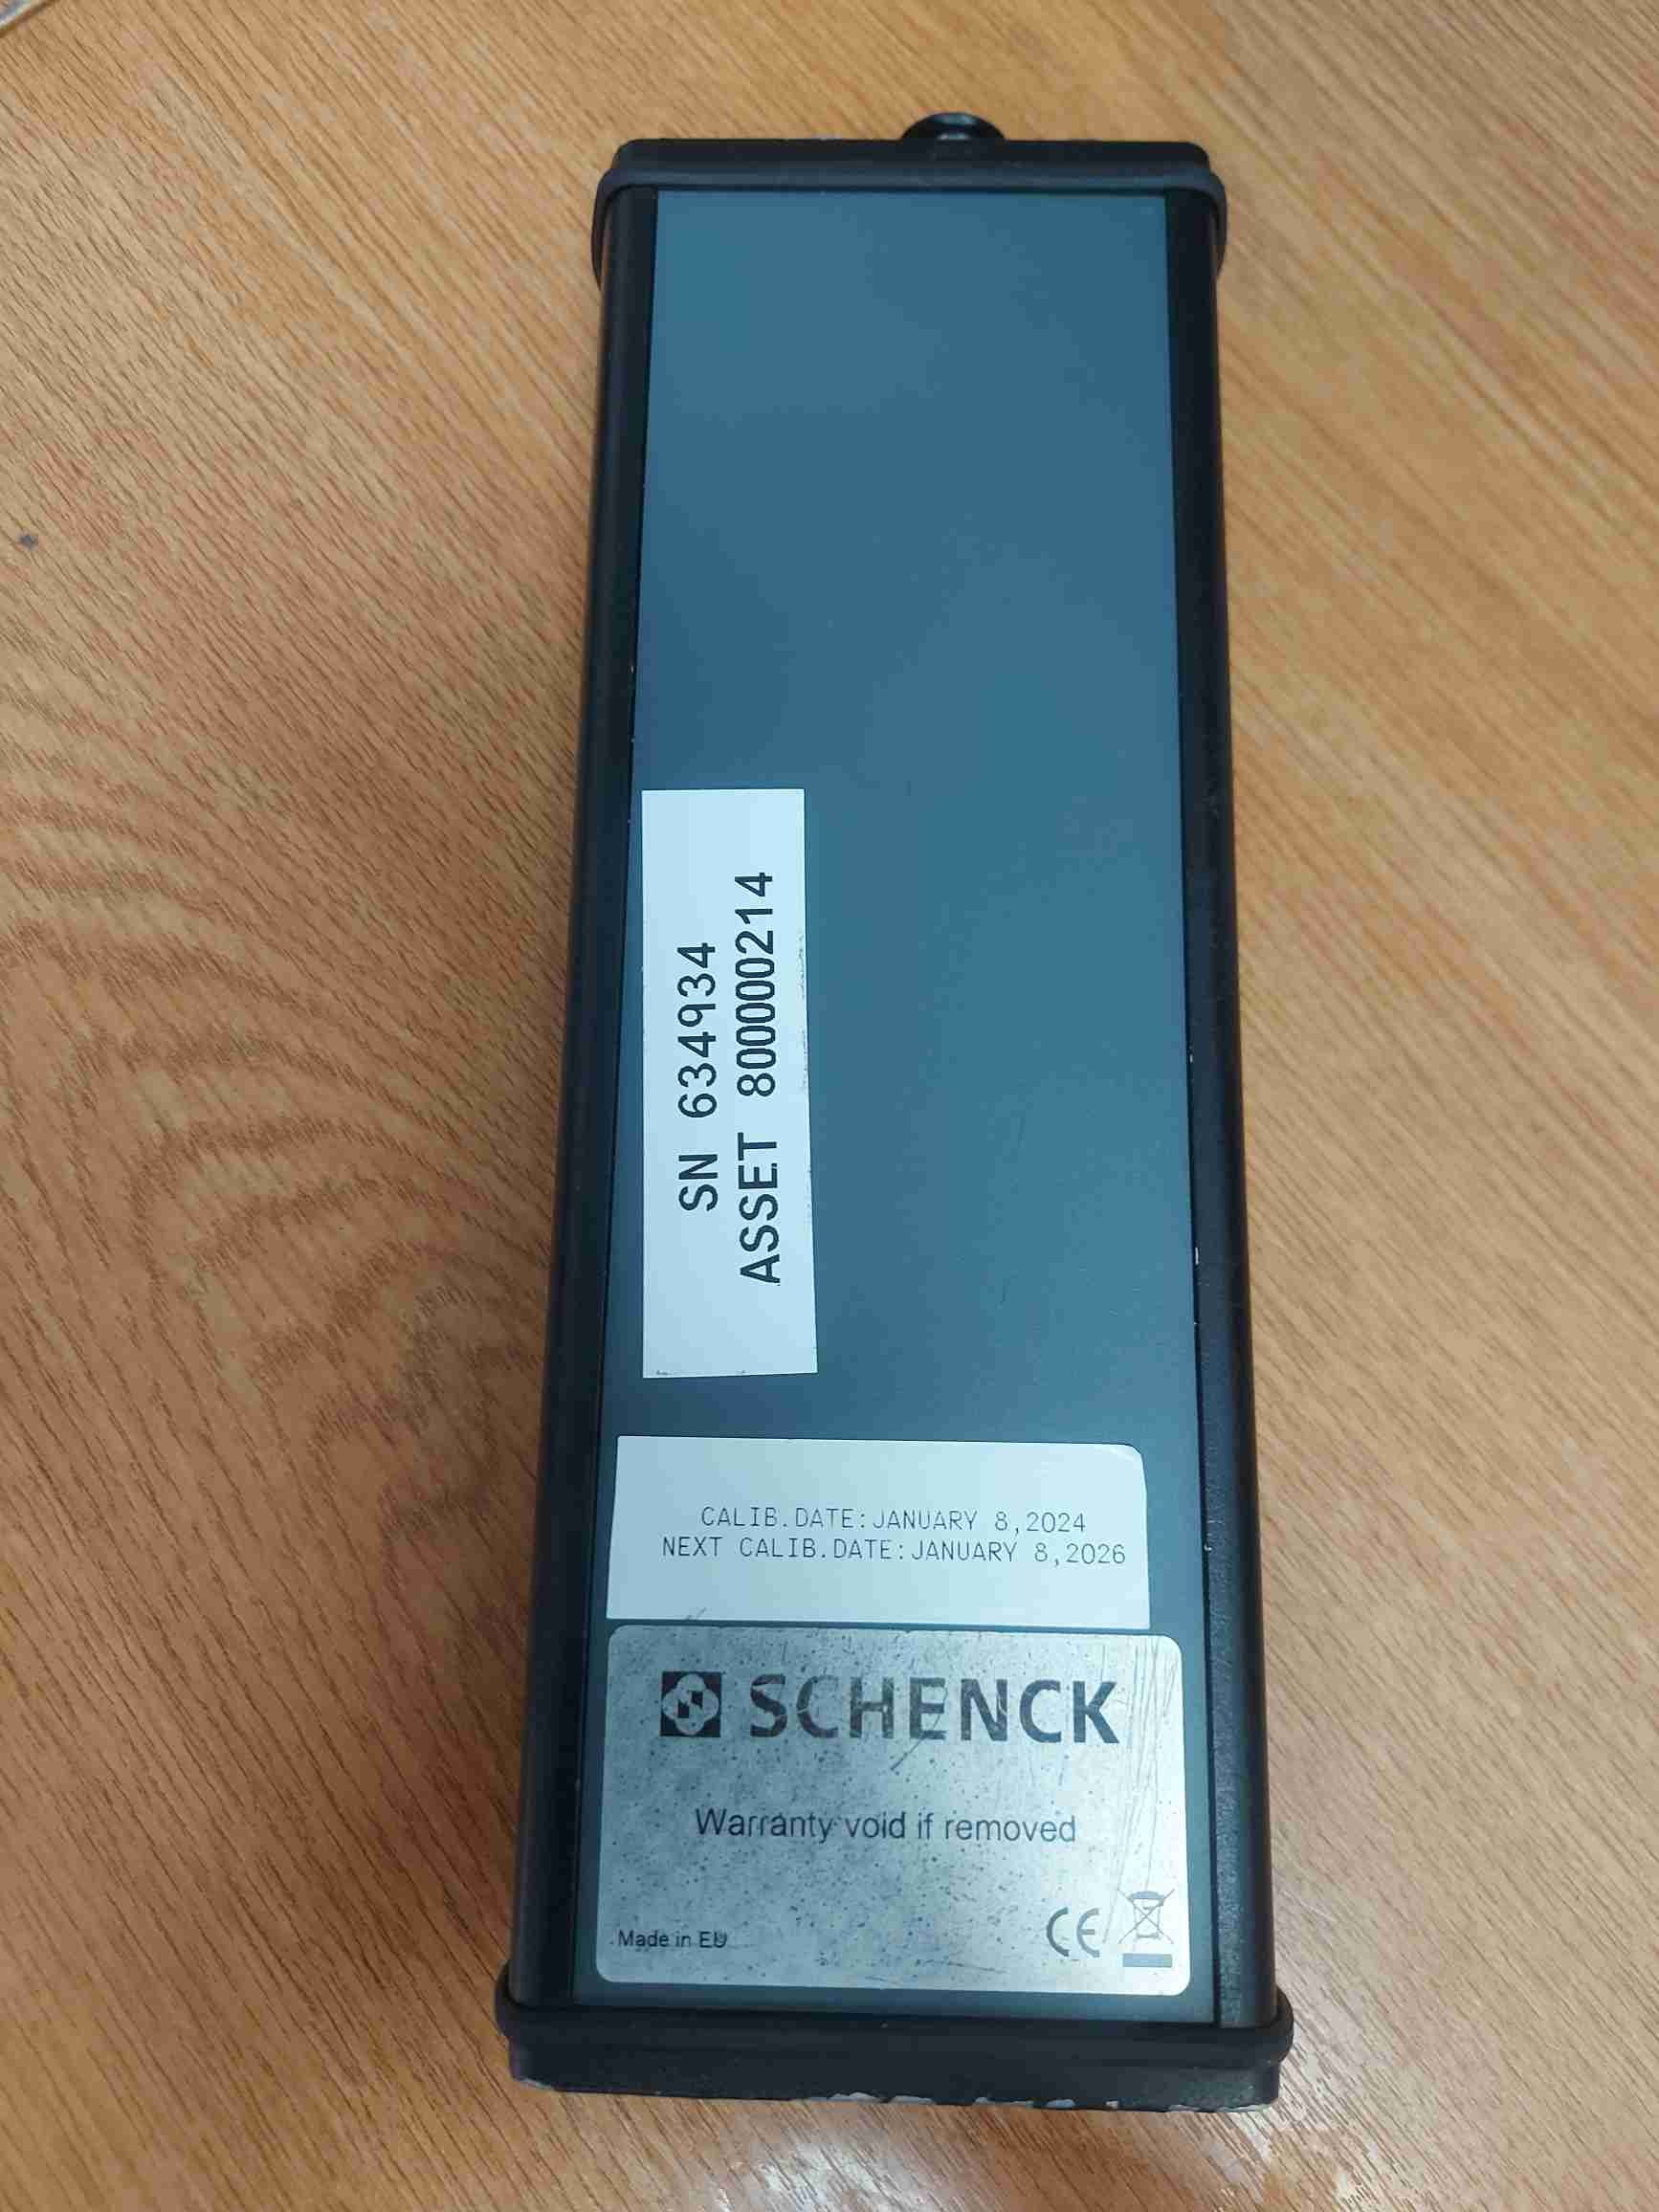 SN 634934
ASSET 800000214
CALIB.DATE:JANUARY 8,2024
NEXT CALIB.DATE:JANUARY 8,2026
SCHENCK
Warranty void if removed
Made in EU
CE